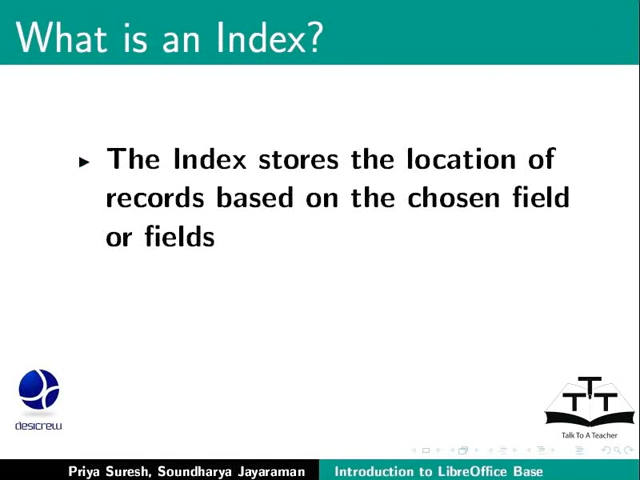 What is an Index?
The Index stores the location of
records based on the chosen field
or fields
desicrew
TTT
Talk To A Teacher
Priya Suresh, Soundharya Jayaraman
Introduction to LibreOffice Base